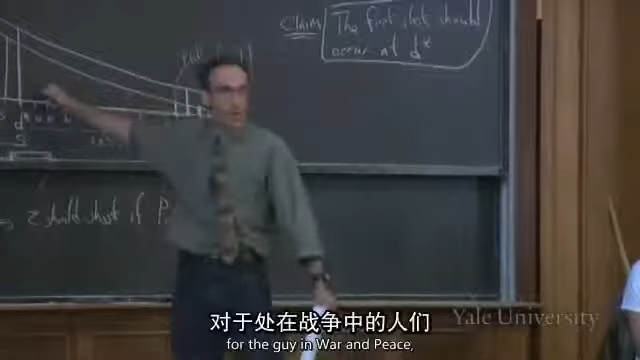 CLAIM The first shot should
occur at d*
d
2 should shoot if P
对于处在战争中的人们
Yale University
for the guy in War and Peace,